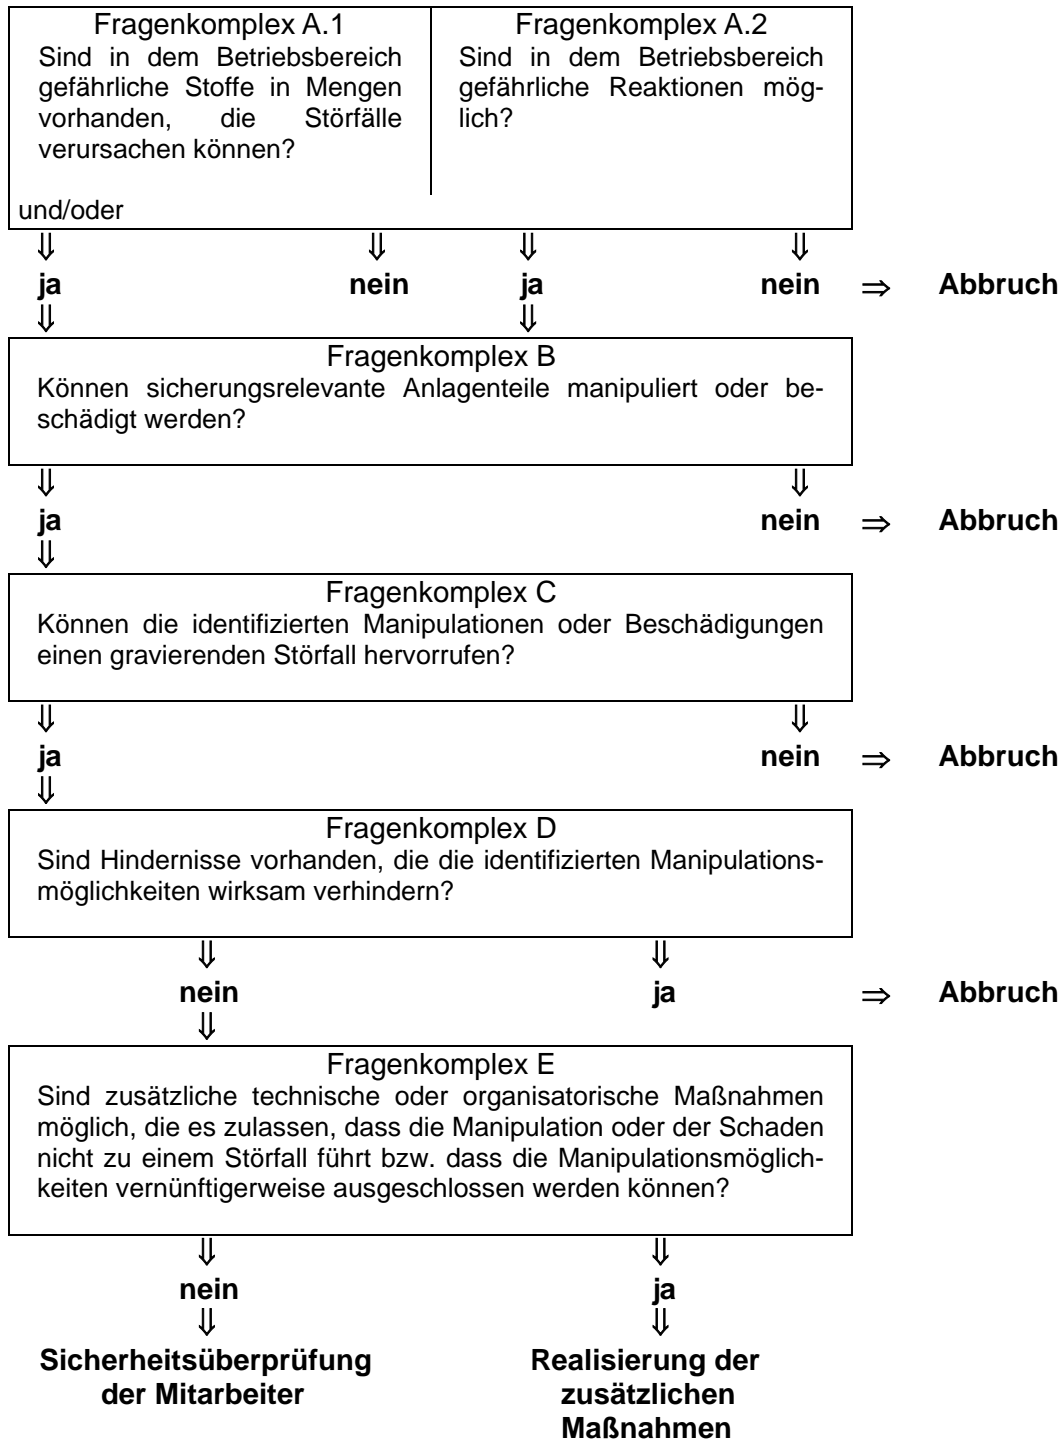 Fragenkomplex A.1
Sind in dem Betriebsbereich
gefährliche Stoffe in Mengen
vorhanden, die Störfälle
verursachen können?
Fragenkomplex A.2
Sind in dem Betriebsbereich
gefährliche Reaktionen mög-
lich?
und/oder
⇓ ⇓ ⇓ ⇓
ja nein ja nein ⇒ Abbruch
⇓ ⇓
Fragenkomplex B
Können sicherungsrelevante Anlagenteile manipuliert oder be-
schädigt werden?
⇓ ⇓
ja nein ⇒ Abbruch
⇓
Fragenkomplex C
Können die identifizierten Manipulationen oder Beschädigungen
einen gravierenden Störfall hervorrufen?
⇓ ⇓
ja nein ⇒ Abbruch
⇓
Fragenkomplex D
Sind Hindernisse vorhanden, die die identifizierten Manipulations-
möglichkeiten wirksam verhindern?
⇓ ⇓
nein ja ⇒ Abbruch
⇓
Fragenkomplex E
Sind zusätzliche technische oder organisatorische Maßnahmen
möglich, die es zulassen, dass die Manipulation oder der Schaden
nicht zu einem Störfall führt bzw. dass die Manipulationsmöglich-
keiten vernünftigerweise ausgeschlossen werden können?
⇓ ⇓
nein ja
⇓ ⇓
Sicherheitsüberprüfung
der Mitarbeiter
Realisierung der
zusätzlichen
Maßnahmen